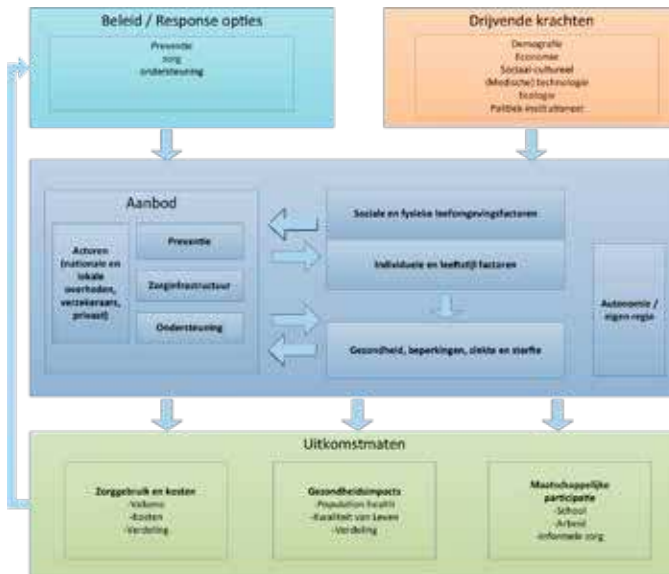 Beleid / Response opties
Preventie
zorg
ondersteuning
Drijvende krachten
Demografie
Economie
Sociaal-cultureel
(Medische) technologie
Ecologie
Politiek-institutioneel
Aanbod
Actoren
(nationale en
lokale
overheden,
verzekeraars,
privaat)
Preventie
Zorginfrastructuur
Ondersteuning
Sociale en fysieke leefomgevingsfactoren
Individuele en leefstijl factoren
Gezondheid, beperkingen, ziekte en sterfte
Autonomie /
eigen regie
Uitkomstmaten
Zorggebruik en kosten
-Volume
-Kosten
-Verdeling
Gezondheidsimpacts
-Population health
-Kwaliteit van Leven
-Verdeling
Maatschappelijke
participatie
-School
-Arbeid
-Informele zorg